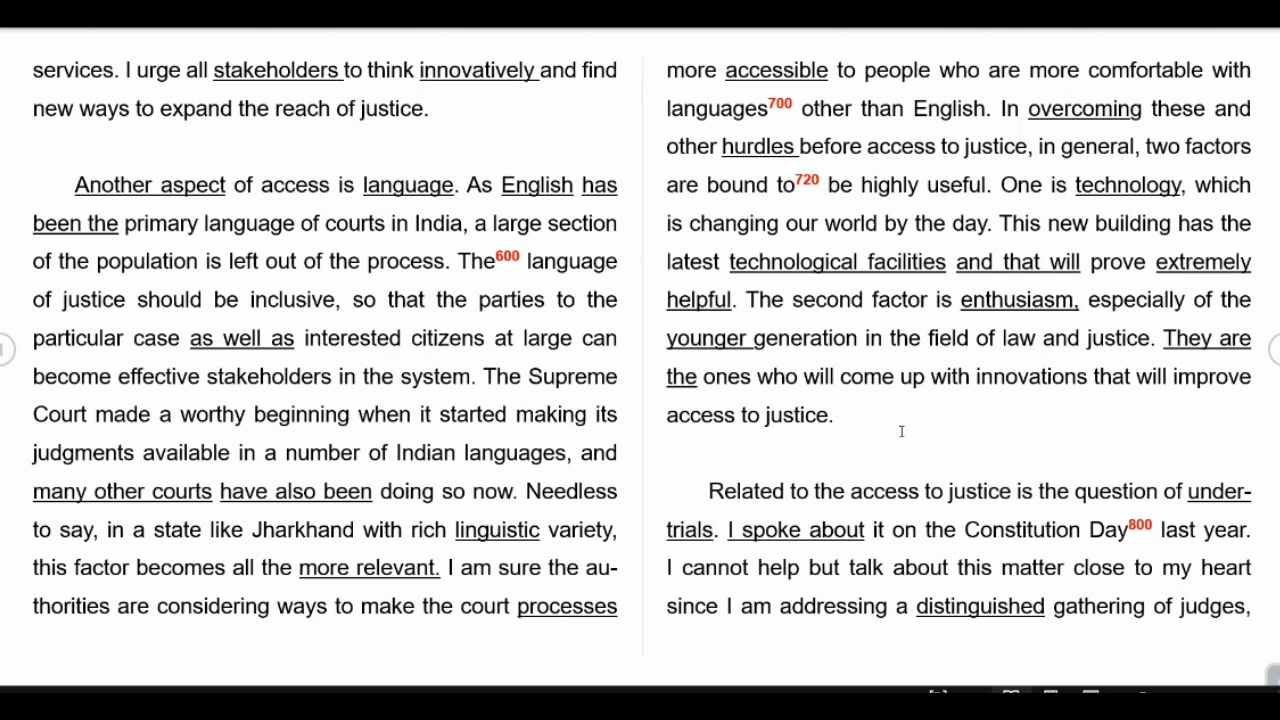 services. I urge all stakeholders to think innovatively and find
new ways to expand the reach of justice.
Another aspect of access is language. As English has
been the primary language of courts in India, a large section
of the population is left out of the process. The600 language
of justice should be inclusive, so that the parties to the
particular case as well as interested citizens at large can
become effective stakeholders in the system. The Supreme
Court made a worthy beginning when it started making its
judgments available in a number of Indian languages, and
many other courts have also been doing so now. Needless
to say, in a state like Jharkhand with rich linguistic variety,
this factor becomes all the more relevant. I am sure the au-
thorities are considering ways to make the court processes
more accessible to people who are more comfortable with
languages700 other than English. In overcoming these and
other hurdles before access to justice, in general, two factors
are bound to720 be highly useful. One is technology, which
is changing our world by the day. This new building has the
latest technological facilities and that will prove extremely
helpful. The second factor is enthusiasm, especially of the
younger generation in the field of law and justice. They are
the ones who will come up with innovations that will improve
access to justice.
Related to the access to justice is the question of under-
trials. I spoke about it on the Constitution Day800 last year.
I cannot help but talk about this matter close to my heart
since I am addressing a distinguished gathering of judges,